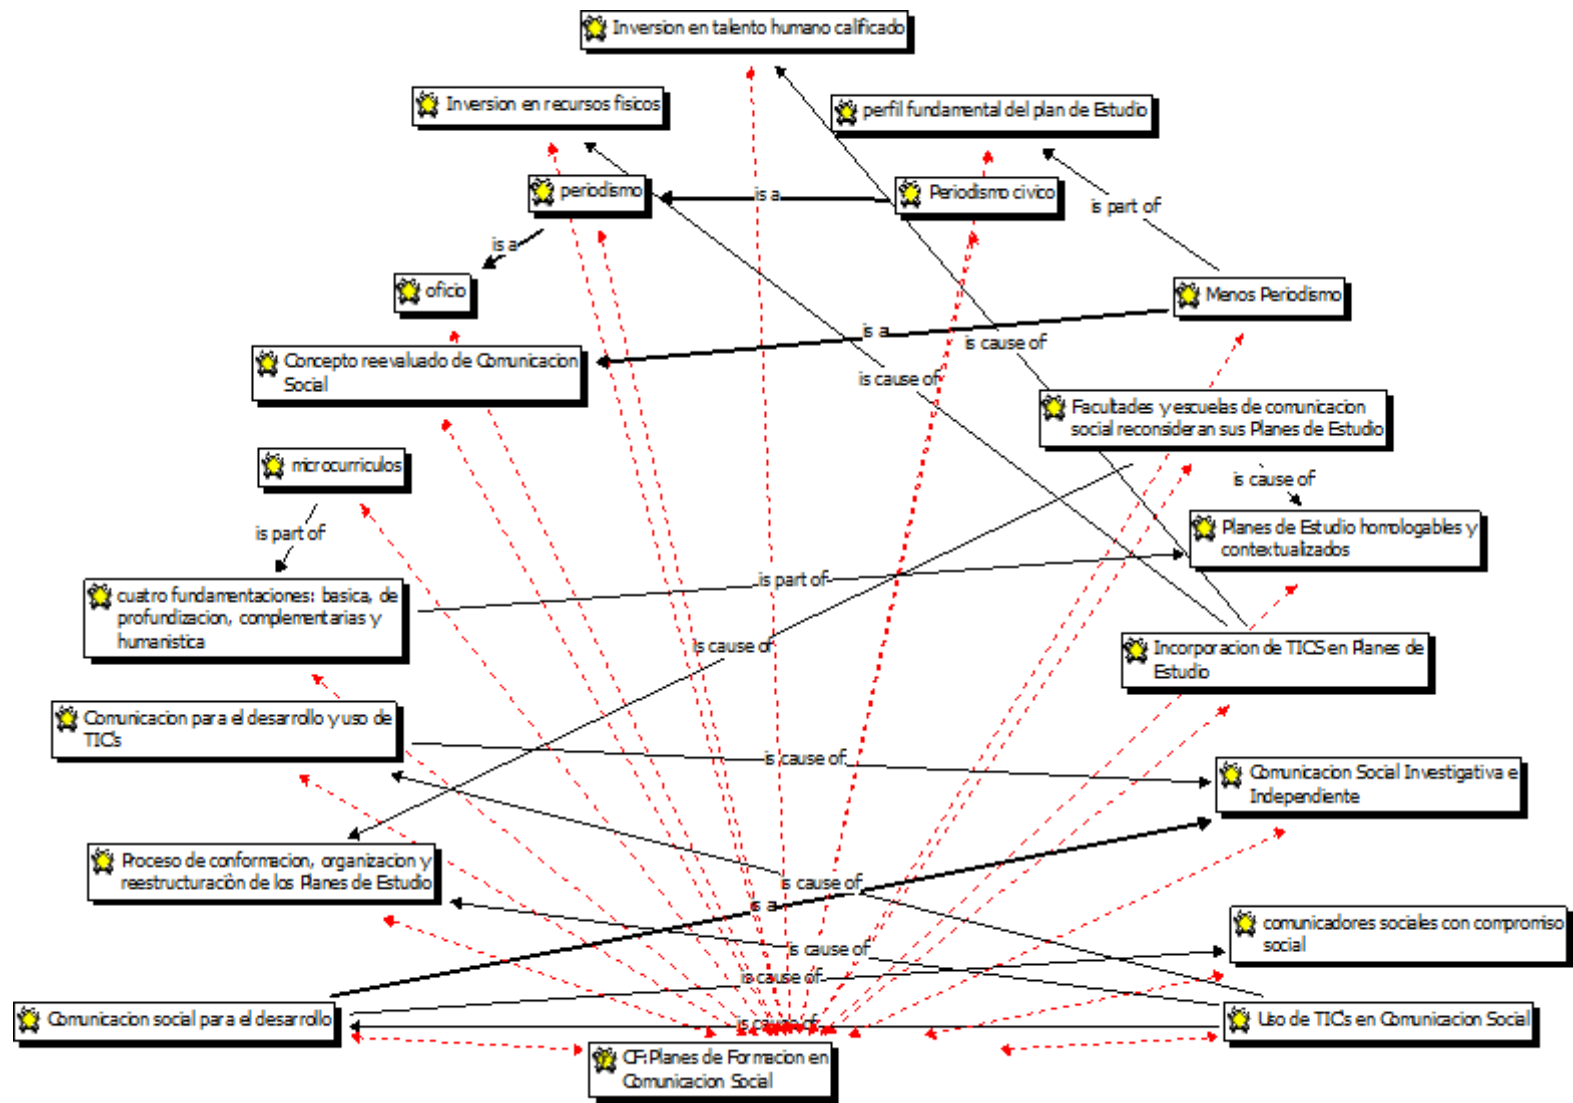 Inversion en talento humano calificado
Inversion en recursos fisicos
perfil fundamental del plan de Estudio
periodismo
is a
Periodismo civico
is part of
is a
oficio
Menos Periodismo
is a
is cause of
Concepto reevaluado de Comunicacion
Social
is cause of
Facultades y escuelas de comunicacion
social reconsideran sus Planes de Estudio
microcurriculos
is cause of
is part of
Planes de Estudio homologables y
contextualizados
is part of
cuatro fundamentaciones: basica, de
profundizacion, complementarias y
humanistica
is cause of
Incorporacion de TICS en Planes de
Estudio
Comunicacion para el desarrollo y uso de
TIC's
is cause of
Comunicacion Social Investigativa e
Independiente
Proceso de conformacion, organizacion y
reestructuraciòn de los Planes de Estudio
is cause of
is a
comunicadores sociales con compromiso
social
is cause of
is cause of
Comunicacion social para el desarrollo
is cause of
Uso de TIC's en Comunicacion Social
CF:Planes de Formacion en
Comunicacion Social